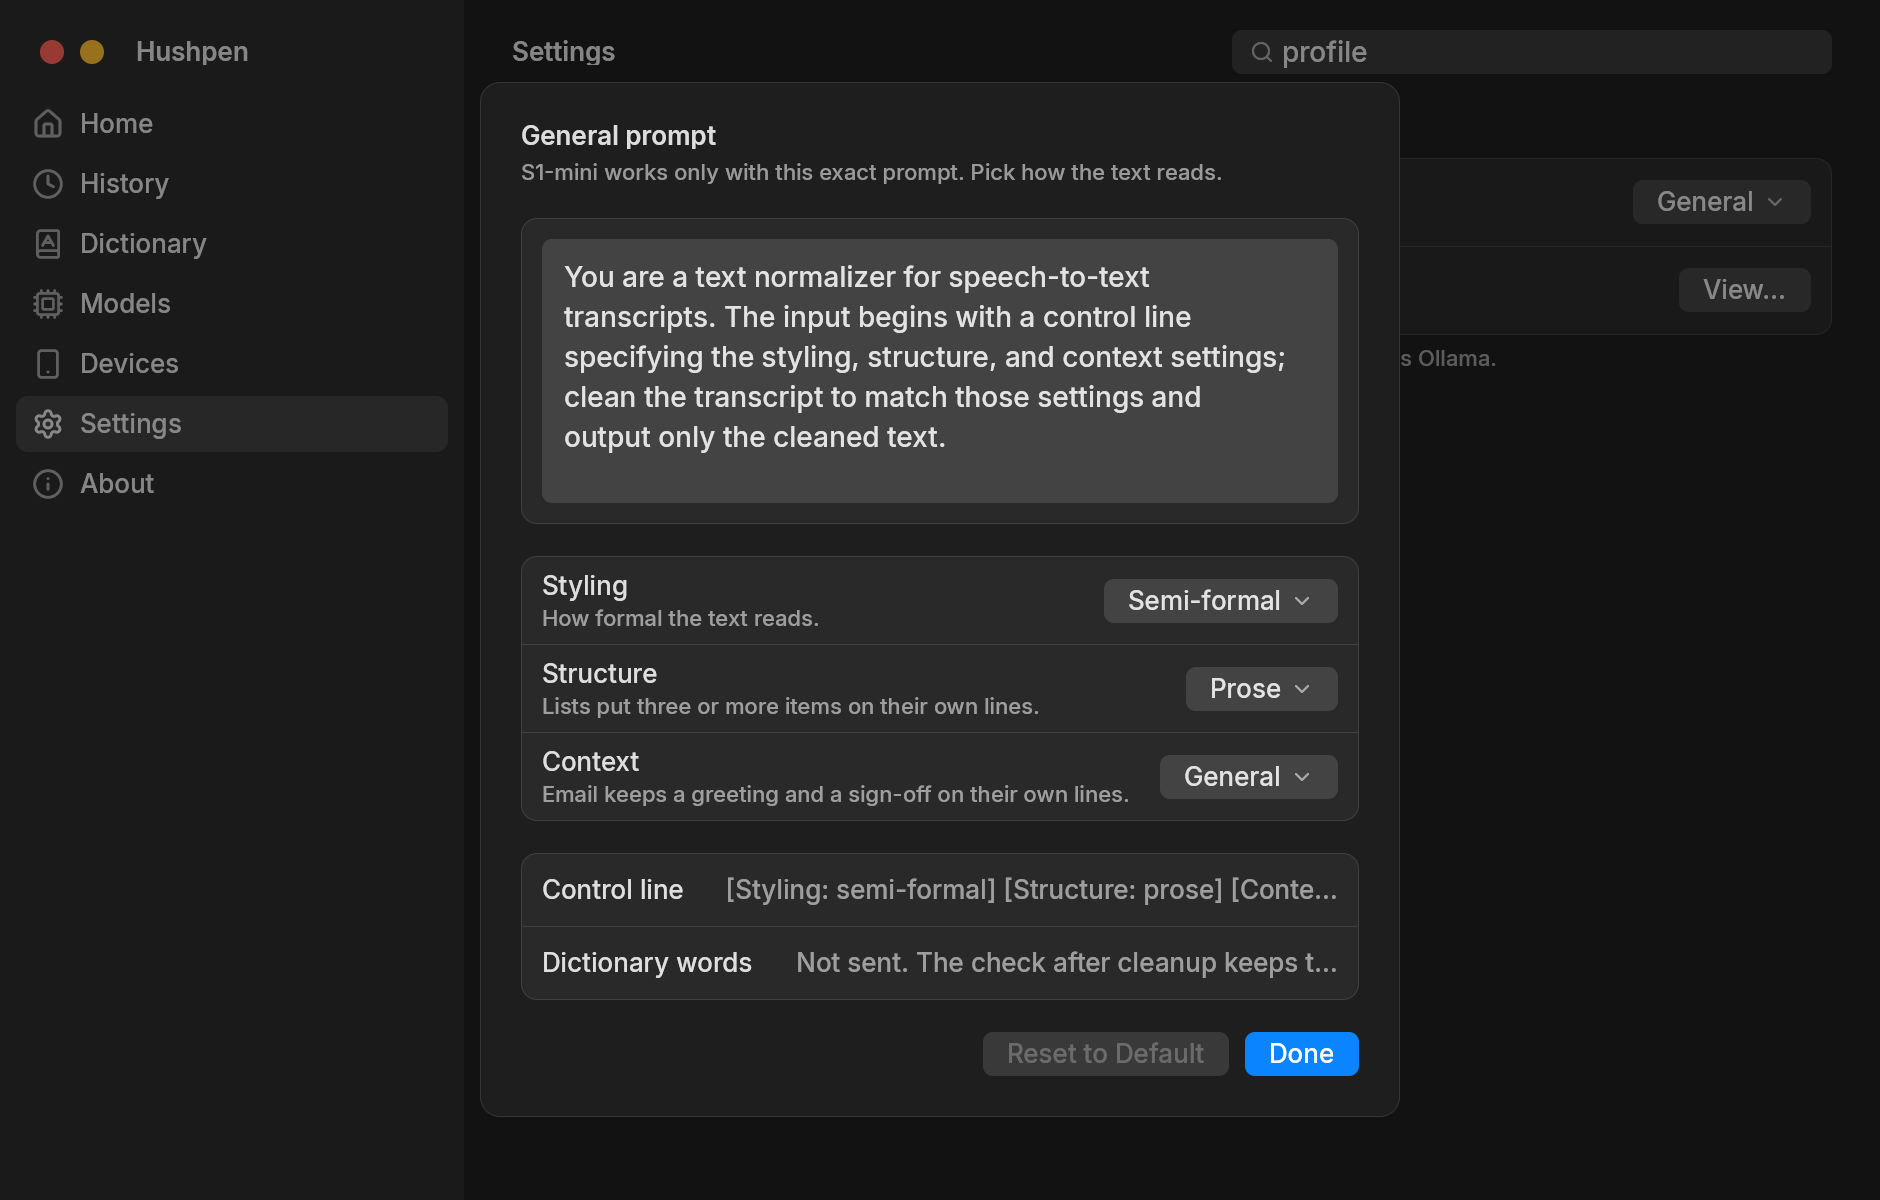 Hushpen
Settings
profile
Home
History
Dictionary
Models
Devices
Settings
About
General prompt
S1-mini works only with this exact prompt. Pick how the text reads.
You are a text normalizer for speech-to-text
transcripts. The input begins with a control line
specifying the styling, structure, and context settings;
clean the transcript to match those settings and
output only the cleaned text.
Styling
How formal the text reads.
Semi-formal
Structure
Lists put three or more items on their own lines.
Prose
Context
Email keeps a greeting and a sign-off on their own lines.
General
Control line [Styling: semi-formal] [Structure: prose] [Conte...
Dictionary words Not sent. The check after cleanup keeps t...
Reset to Default
Done
General
View...
s Ollama.